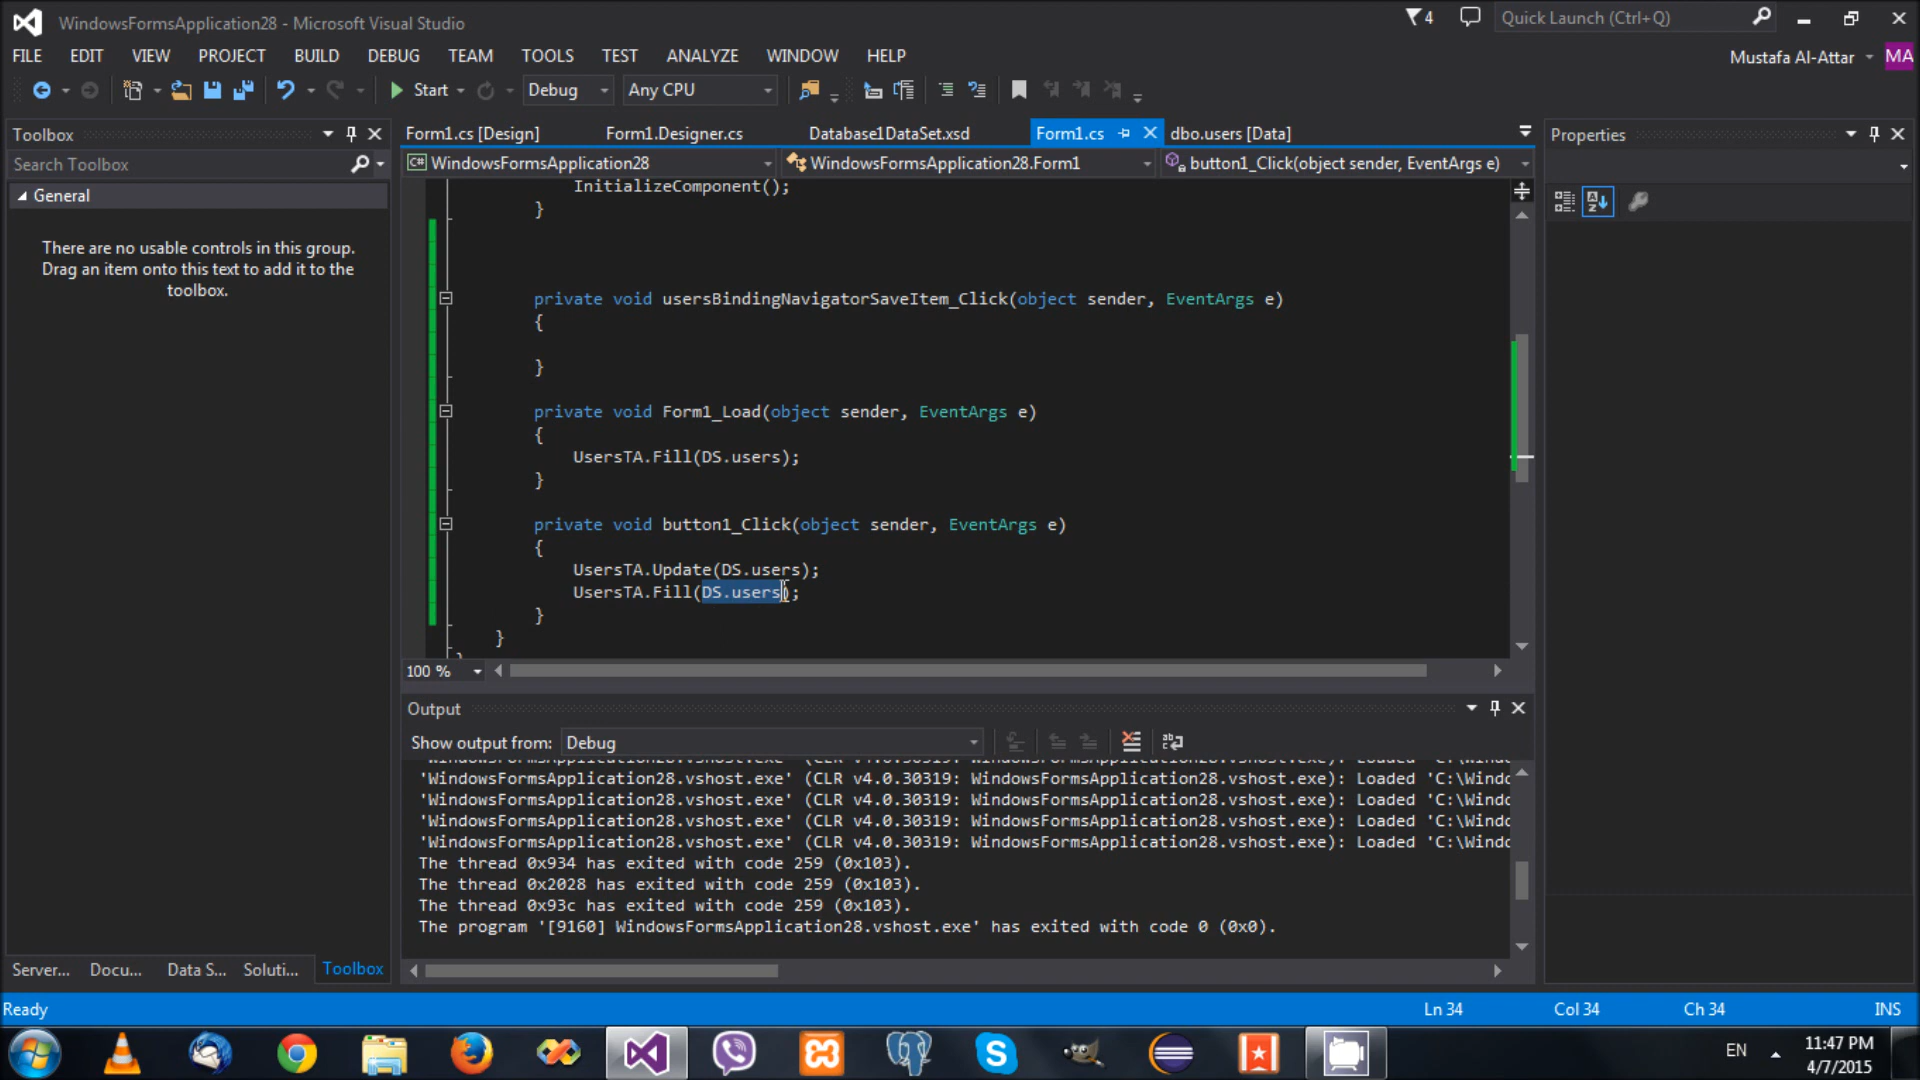 WindowsFormsApplication28 - Microsoft Visual Studio
4
Quick Launch (Ctrl+Q)
FILE EDIT VIEW PROJECT BUILD DEBUG TEAM TOOLS TEST ANALYZE WINDOW HELP
Mustafa Al-Attar
MA
Start
Debug
Any CPU
Toolbox
Search Toolbox
General
There are no usable controls in this group.
Drag an item onto this text to add it to the
toolbox.
Form1.cs [Design]
Form1.Designer.cs
Database1DataSet.xsd
Form1.cs
dbo.users [Data]
C# WindowsFormsApplication28
WindowsFormsApplication28.Form1
button1_Click(object sender, EventArgs e)
InitializeComponent();
}
private void usersBindingNavigatorSaveItem_Click(object sender, EventArgs e)
{
}
private void Form1_Load(object sender, EventArgs e)
{
UsersTA.Fill(DS.users);
}
private void button1_Click(object sender, EventArgs e)
{
UsersTA.Update(DS.users);
UsersTA.Fill(DS.users);
}
}
100 %
Output
Show output from: Debug
'WindowsFormsApplication28.vshost.exe' (CLR v4.0.30319: WindowsFormsApplication28.vshost.exe): Loaded 'C:\Windo
'WindowsFormsApplication28.vshost.exe' (CLR v4.0.30319: WindowsFormsApplication28.vshost.exe): Loaded 'C:\Windo
'WindowsFormsApplication28.vshost.exe' (CLR v4.0.30319: WindowsFormsApplication28.vshost.exe): Loaded 'C:\Windo
'WindowsFormsApplication28.vshost.exe' (CLR v4.0.30319: WindowsFormsApplication28.vshost.exe): Loaded 'C:\Windo
The thread 0x934 has exited with code 259 (0x103).
The thread 0x2028 has exited with code 259 (0x103).
The thread 0x93c has exited with code 259 (0x103).
The program '[9160] WindowsFormsApplication28.vshost.exe' has exited with code 0 (0x0).
Properties
Server...
Docu...
Data S...
Soluti...
Toolbox
Ready
Ln 34
Col 34
Ch 34
INS
EN
11:47 PM
4/7/2015